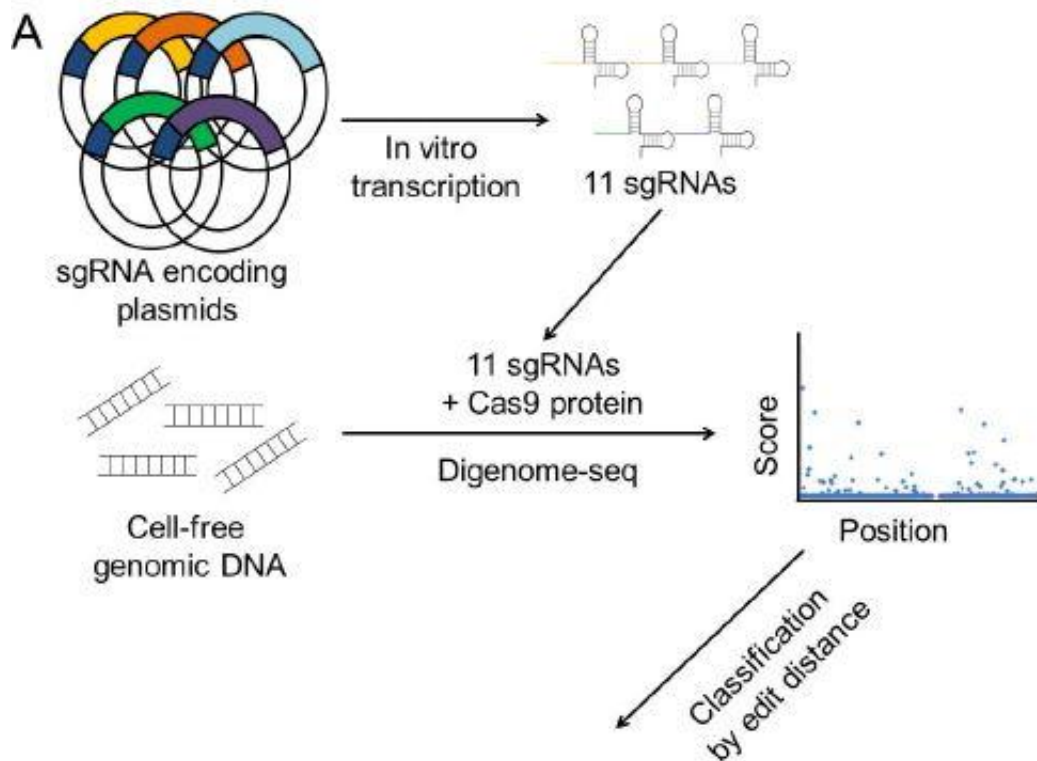 A
In vitro
transcription
11 sgRNAs
sgRNA encoding
plasmids
11 sgRNAs
+ Cas9 protein
Digenome-seq
Cell-free
genomic DNA
Score
Position
Classification
by edit distance